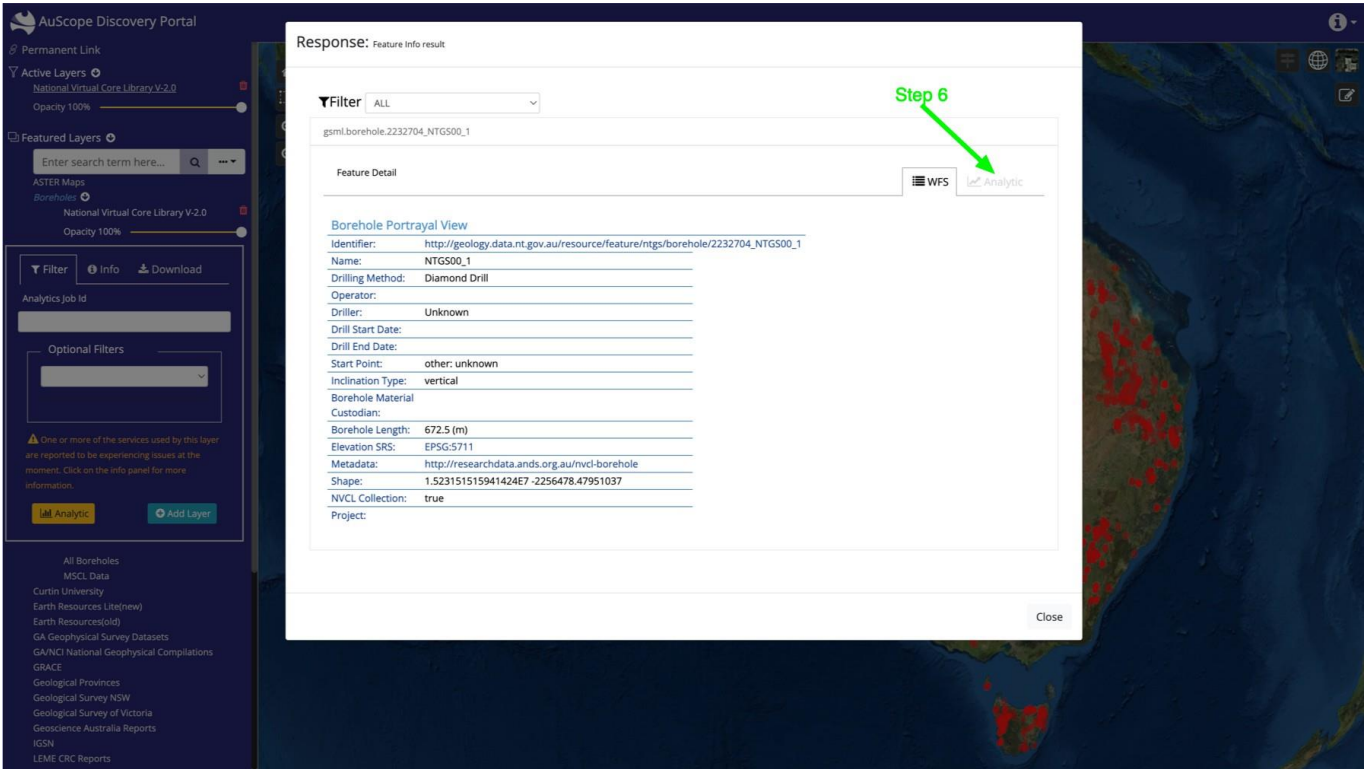 AuScope Discovery Portal
Permanent Link
Active Layers
National Virtual Core Library V-2.0
Opacity 100%
Featured Layers
Enter search term here...
ASTER Maps
Boreholes
National Virtual Core Library V-2.0
Opacity 100%
Filter Info Download
Analytics Job Id
Optional Filters
One or more of the services used by this layer
are reported to be experiencing issues at the
moment. Click on the info panel for more
information.
Analytic Add Layer
All Boreholes
MSCL Data
Curtin University
Earth Resources Lite(new)
Earth Resources(old)
GA Geophysical Survey Datasets
GA/NCI National Geophysical Compilations
GRACE
Geological Provinces
Geological Survey NSW
Geological Survey of Victoria
Geoscience Australia Reports
IGSN
LEME CRC Reports
Response: Feature Info result
Filter ALL
Step 6
gsml.borehole.2232704_NTGS00_1
Feature Detail
WFS Analytic
Borehole Portrayal View
Identifier: http://geology.data.nt.gov.au/resource/feature/ntgs/borehole/2232704_NTGS00_1
Name: NTGS00_1
Drilling Method: Diamond Drill
Operator:
Driller: Unknown
Drill Start Date:
Drill End Date:
Start Point: other: unknown
Inclination Type: vertical
Borehole Material
Custodian:
Borehole Length: 672.5 (m)
Elevation SRS: EPSG:5711
Metadata: http://researchdata.ands.org.au/nvcl-borehole
Shape: 1.523151515941424E7 -2256478.47951037
NVCL Collection: true
Project:
Close